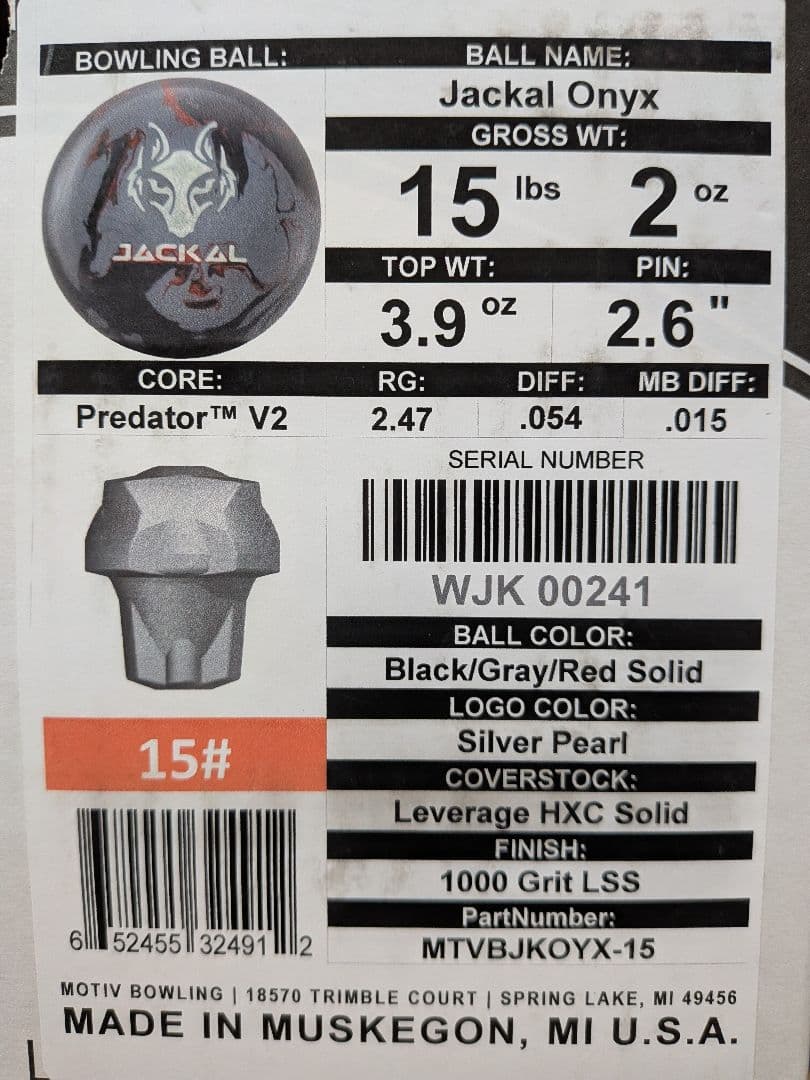 BOWLING BALL:
JACKAL
BALL NAME:
Jackal Onyx
GROSS WT:
15 lbs 2 oz
TOP WT: PIN:
3.9 oz 2.6"
CORE: RG: DIFF: MB DIFF:
Predator™ V2 2.47 .054 .015
SERIAL NUMBER
WJK 00241
BALL COLOR:
Black/Gray/Red Solid
LOGO COLOR:
Silver Pearl
COVERSTOCK:
Leverage HXC Solid
FINISH:
1000 Grit LSS
PartNumber:
MTVBJKOYX-15
15#
6 52455 32491 2
MOTIV BOWLING | 18570 TRIMBLE COURT | SPRING LAKE, MI 49456
MADE IN MUSKEGON, MI U.S.A.